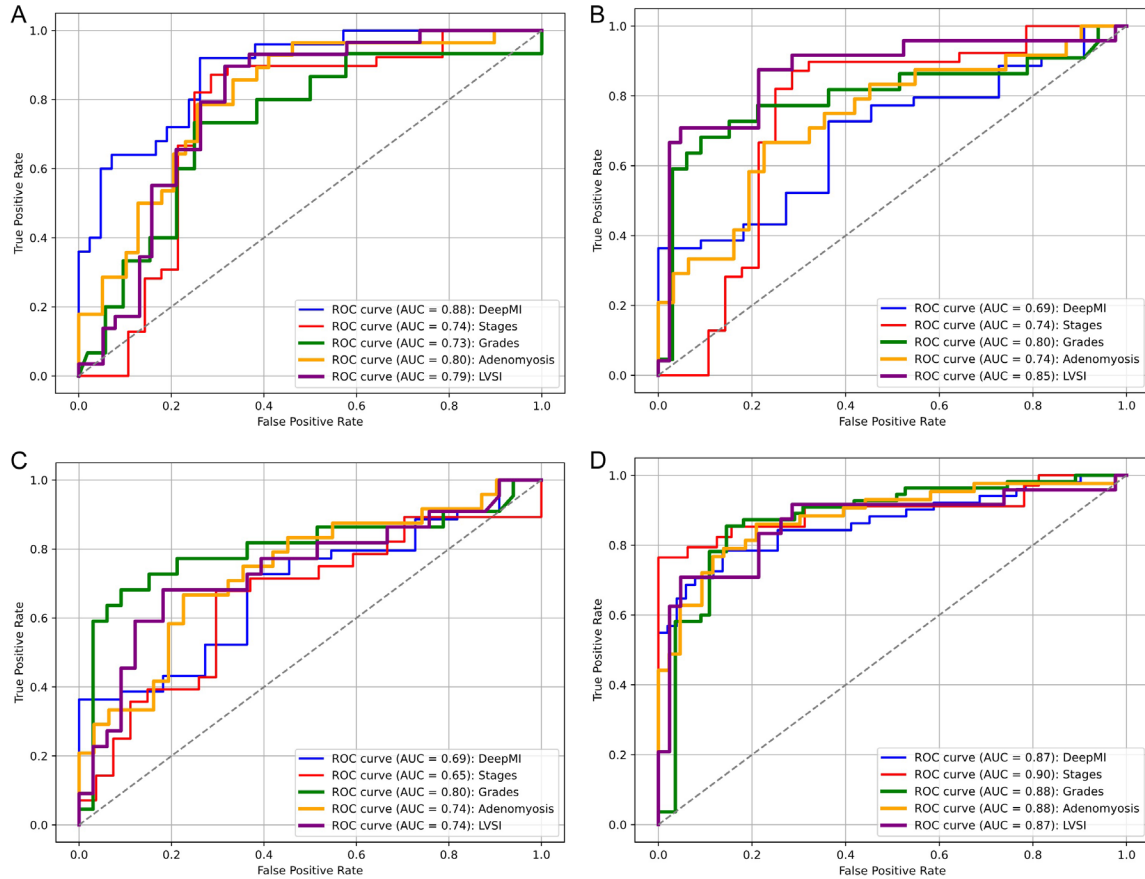 A
1.0
0.8
0.6
0.4
0.2
0.0
True Positive Rate
ROC curve (AUC = 0.88): DeepMI
ROC curve (AUC = 0.74): Stages
ROC curve (AUC = 0.73): Grades
ROC curve (AUC = 0.80): Adenomyosis
ROC curve (AUC = 0.79): LVSI
0.0 0.2 0.4 0.6 0.8 1.0
False Positive Rate
B
1.0
0.8
0.6
0.4
0.2
0.0
True Positive Rate
ROC curve (AUC = 0.69): DeepMI
ROC curve (AUC = 0.74): Stages
ROC curve (AUC = 0.80): Grades
ROC curve (AUC = 0.74): Adenomyosis
ROC curve (AUC = 0.85): LVSI
0.0 0.2 0.4 0.6 0.8 1.0
False Positive Rate
C
1.0
0.8
0.6
0.4
0.2
0.0
True Positive Rate
ROC curve (AUC = 0.69): DeepMI
ROC curve (AUC = 0.65): Stages
ROC curve (AUC = 0.80): Grades
ROC curve (AUC = 0.74): Adenomyosis
ROC curve (AUC = 0.74): LVSI
0.0 0.2 0.4 0.6 0.8 1.0
False Positive Rate
D
1.0
0.8
0.6
0.4
0.2
0.0
True Positive Rate
ROC curve (AUC = 0.87): DeepMI
ROC curve (AUC = 0.90): Stages
ROC curve (AUC = 0.88): Grades
ROC curve (AUC = 0.88): Adenomyosis
ROC curve (AUC = 0.87): LVSI
0.0 0.2 0.4 0.6 0.8 1.0
False Positive Rate